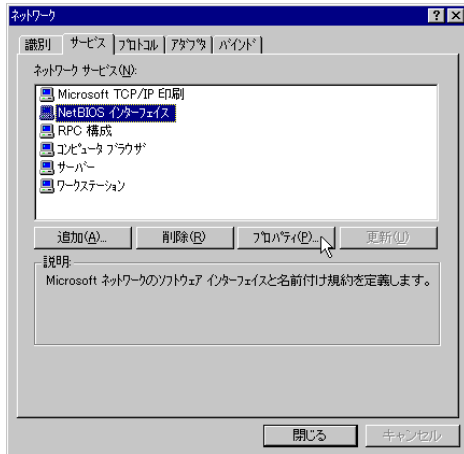 ネットワーク
識別 サービス プロトコル アダプタ バインド
ネットワーク サービス(N):
Microsoft TCP/IP 印刷
NetBIOS インターフェイス
RPC 構成
コンピュータ ブラウザ
サーバー
ワークステーション
追加(A)... 削除(R) プロパティ(P)... 更新(U)
説明:
Microsoft ネットワークのソフトウェア インターフェイスと名前付け規約を定義します。
閉じる キャンセル